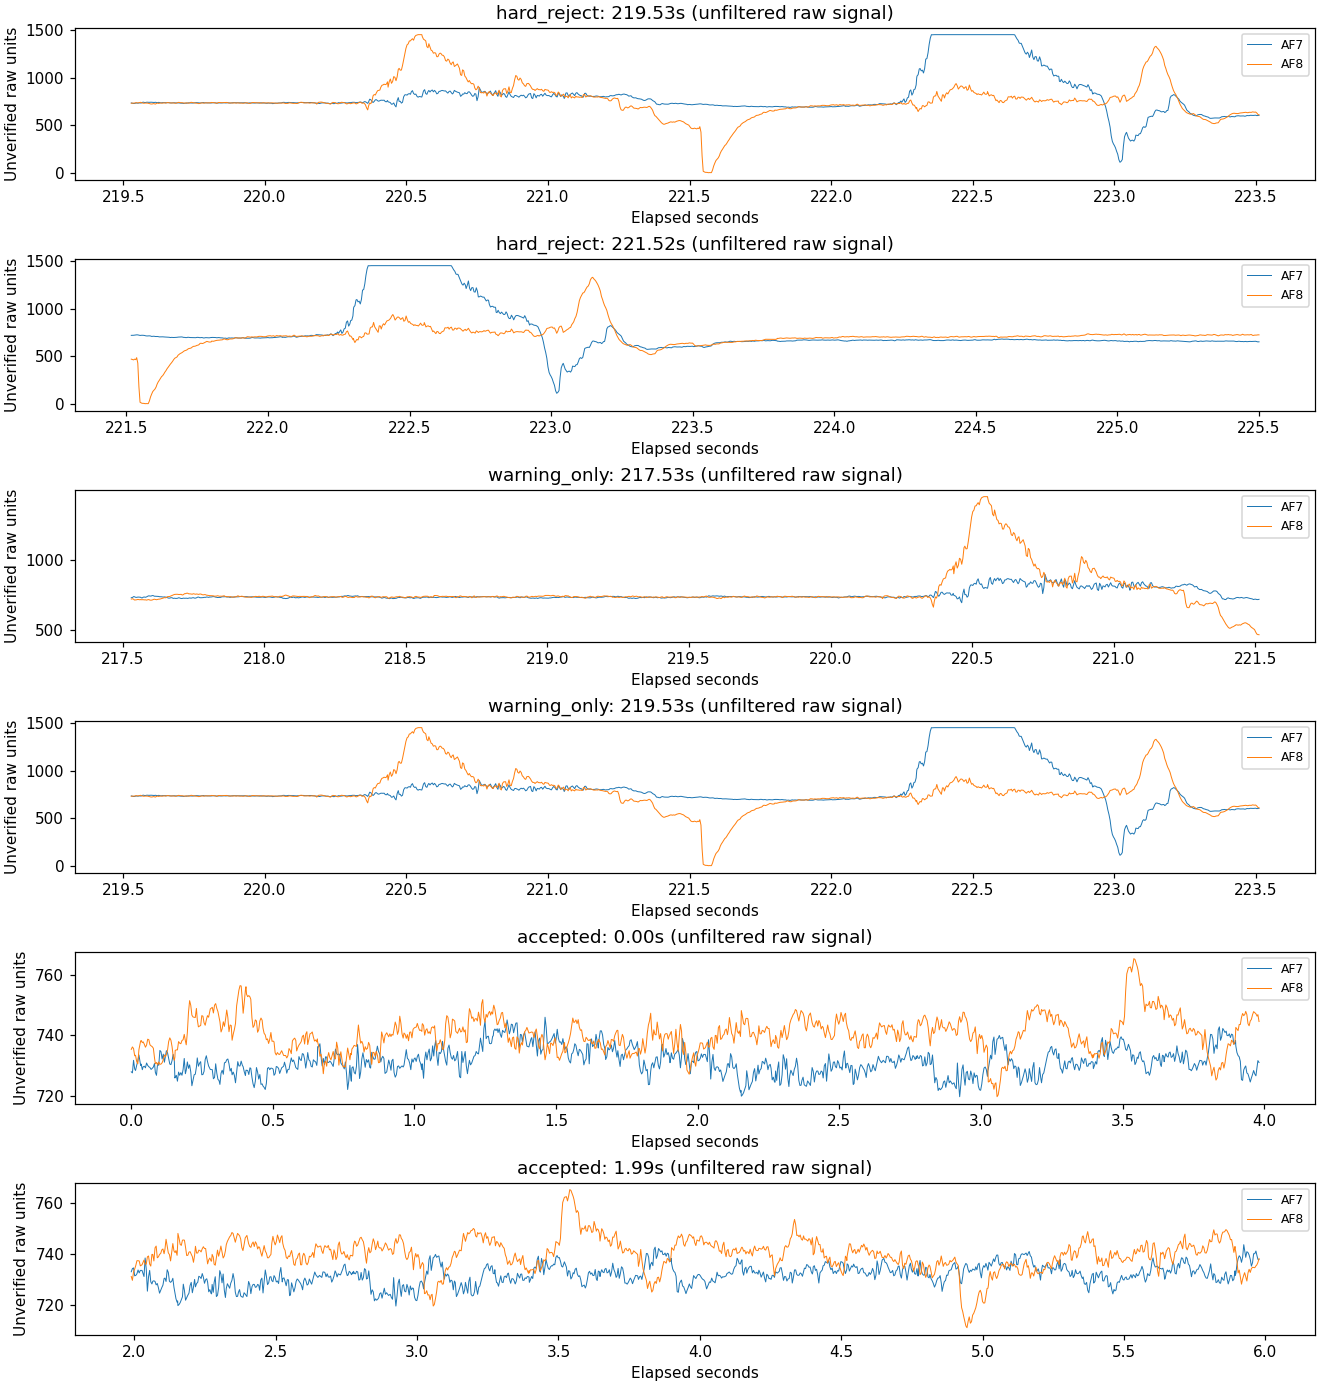 hard_reject: 219.53s (unfiltered raw signal)
Unverified raw units
1500
1000
500
0
AF7
AF8
219.5 220.0 220.5 221.0 221.5 222.0 222.5 223.0 223.5
Elapsed seconds
hard_reject: 221.52s (unfiltered raw signal)
Unverified raw units
1500
1000
500
0
AF7
AF8
221.5 222.0 222.5 223.0 223.5 224.0 224.5 225.0 225.5
Elapsed seconds
warning_only: 217.53s (unfiltered raw signal)
Unverified raw units
1000
500
AF7
AF8
217.5 218.0 218.5 219.0 219.5 220.0 220.5 221.0 221.5
Elapsed seconds
warning_only: 219.53s (unfiltered raw signal)
Unverified raw units
1500
1000
500
0
AF7
AF8
219.5 220.0 220.5 221.0 221.5 222.0 222.5 223.0 223.5
Elapsed seconds
accepted: 0.00s (unfiltered raw signal)
Unverified raw units
760
740
720
AF7
AF8
0.0 0.5 1.0 1.5 2.0 2.5 3.0 3.5 4.0
Elapsed seconds
accepted: 1.99s (unfiltered raw signal)
Unverified raw units
760
740
720
AF7
AF8
2.0 2.5 3.0 3.5 4.0 4.5 5.0 5.5 6.0
Elapsed seconds